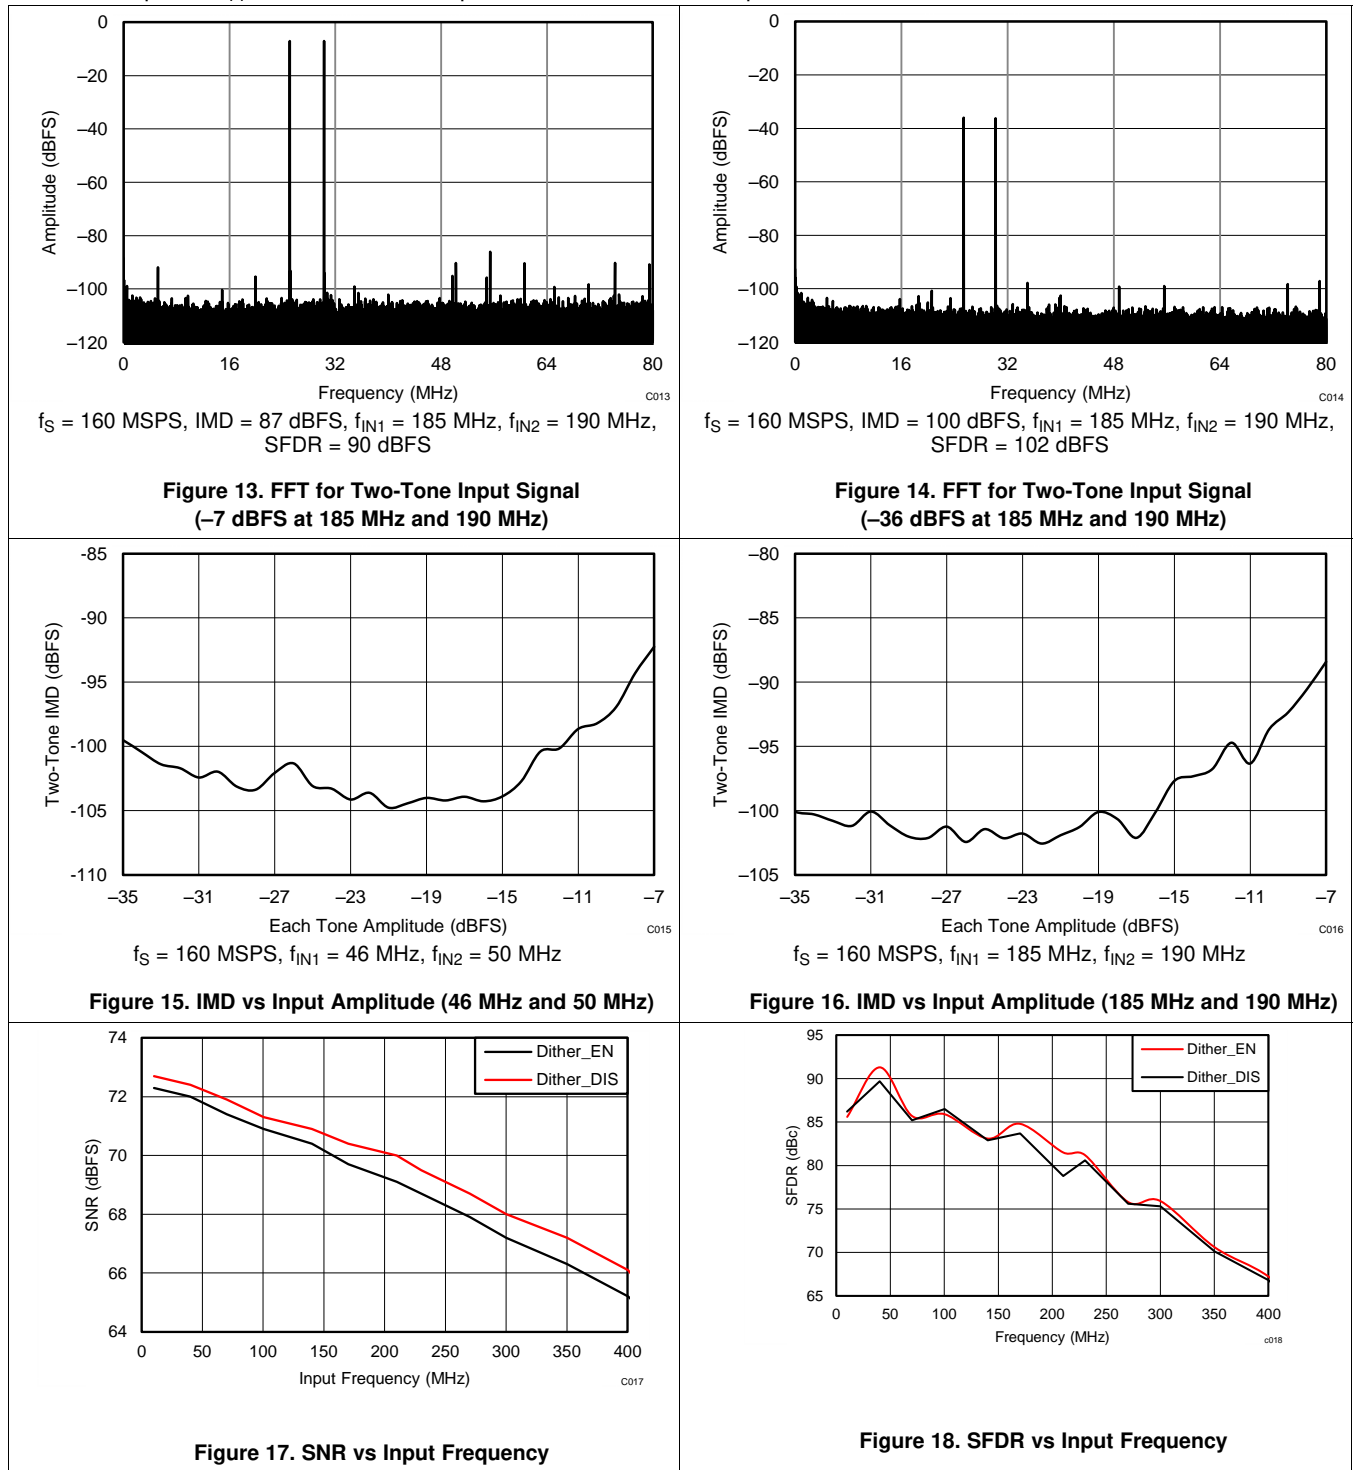 0
–20
–40
–60
–80
–100
–120
Amplitude (dBFS)
0 16 32 48 64 80
Frequency (MHz)
C013
fS = 160 MSPS, IMD = 87 dBFS, fIN1 = 185 MHz, fIN2 = 190 MHz,
SFDR = 90 dBFS
Figure 13. FFT for Two-Tone Input Signal
(–7 dBFS at 185 MHz and 190 MHz)
0
–20
–40
–60
–80
–100
–120
Amplitude (dBFS)
0 16 32 48 64 80
Frequency (MHz)
C014
fS = 160 MSPS, IMD = 100 dBFS, fIN1 = 185 MHz, fIN2 = 190 MHz,
SFDR = 102 dBFS
Figure 14. FFT for Two-Tone Input Signal
(–36 dBFS at 185 MHz and 190 MHz)
-85
-90
-95
-100
-105
-110
Two-Tone IMD (dBFS)
–35 –31 –27 –23 –19 –15 –11 –7
Each Tone Amplitude (dBFS)
C015
fS = 160 MSPS, fIN1 = 46 MHz, fIN2 = 50 MHz
Figure 15. IMD vs Input Amplitude (46 MHz and 50 MHz)
–80
–85
–90
–95
–100
–105
Two-Tone IMD (dBFS)
–35 –31 –27 –23 –19 –15 –11 –7
Each Tone Amplitude (dBFS)
C016
fS = 160 MSPS, fIN1 = 185 MHz, fIN2 = 190 MHz
Figure 16. IMD vs Input Amplitude (185 MHz and 190 MHz)
74
72
70
68
66
64
SNR (dBFS)
Dither_EN
Dither_DIS
0 50 100 150 200 250 300 350 400
Input Frequency (MHz)
C017
Figure 17. SNR vs Input Frequency
95
90
85
80
75
70
65
SFDR (dBc)
Dither_EN
Dither_DIS
0 50 100 150 200 250 300 350 400
Frequency (MHz)
c018
Figure 18. SFDR vs Input Frequency